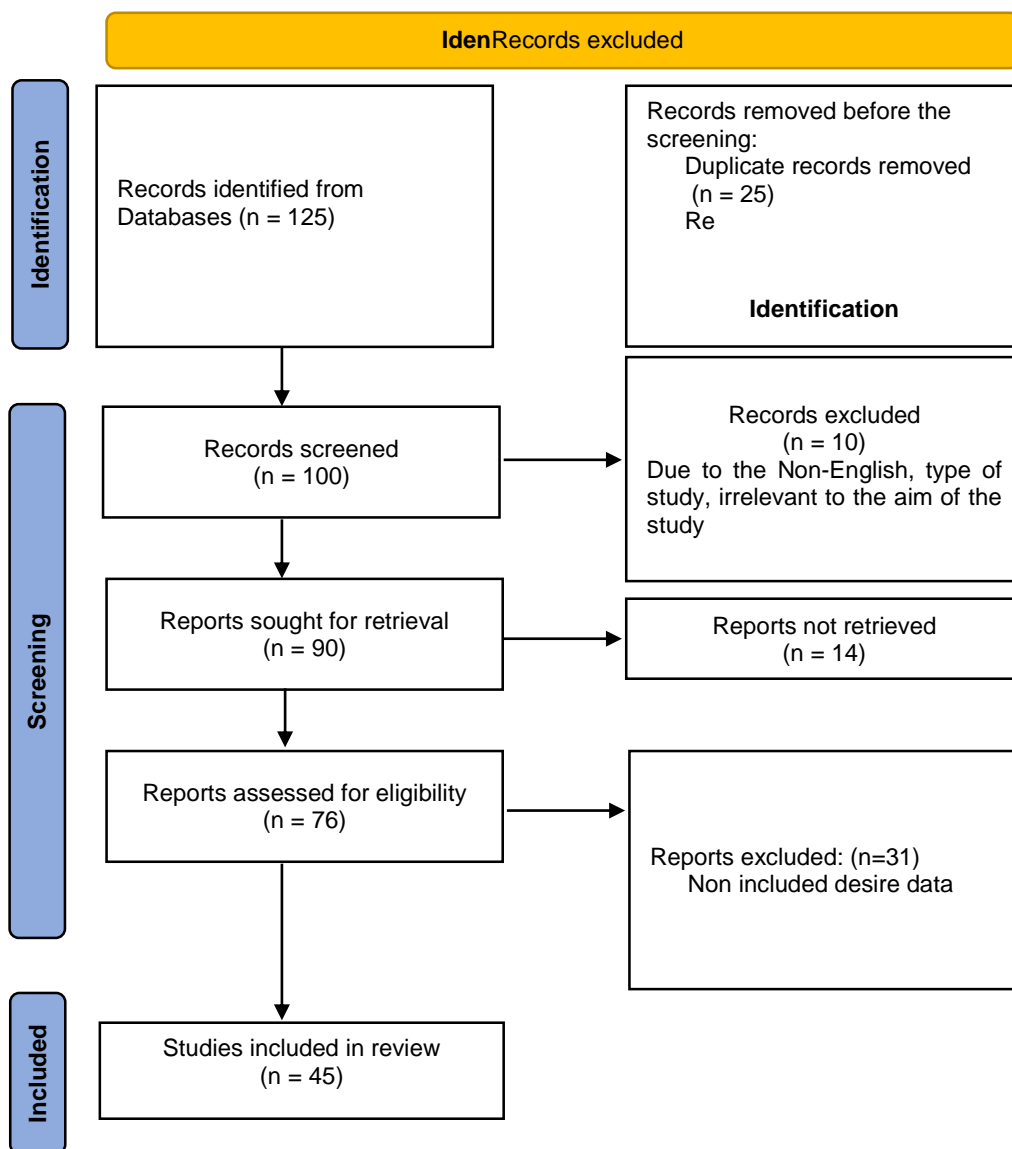 IdenRecords excluded
Identification
Records identified from
Databases (n = 125)
Records removed before the
screening:
Duplicate records removed
(n = 25)
Re
Identification
Screening
Records screened
(n = 100)
Records excluded
(n = 10)
Due to the Non-English, type of
study, irrelevant to the aim of the
study
Reports sought for retrieval
(n = 90)
Reports not retrieved
(n = 14)
Reports assessed for eligibility
(n = 76)
Reports excluded: (n=31)
Non included desire data
Included
Studies included in review
(n = 45)